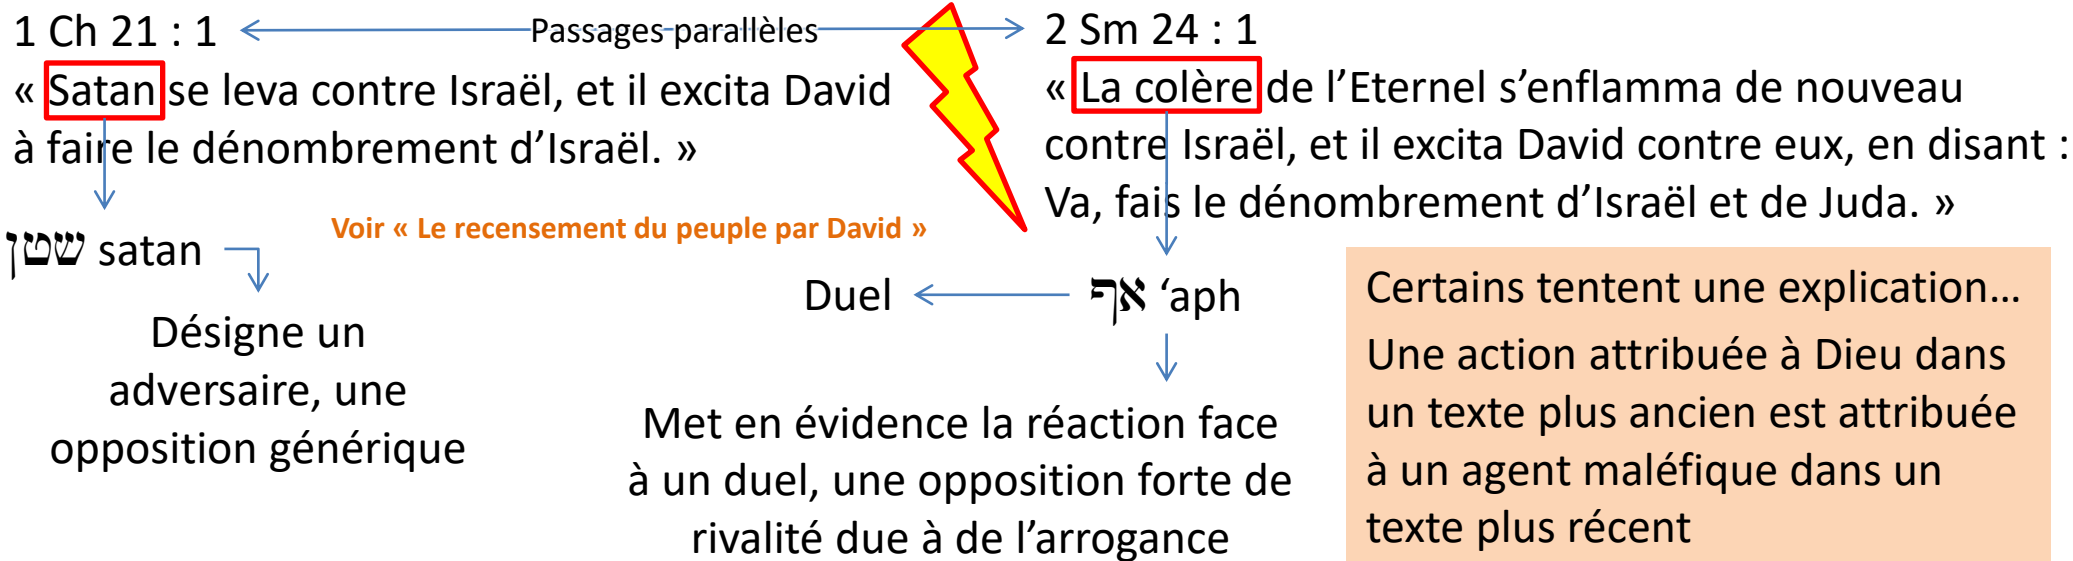 1 Ch 21 : 1
Passages parallèles
2 Sm 24 : 1
« Satan se leva contre Israël, et il excita David
à faire le dénombrement d’Israël. »
« La colère de l’Eternel s’enflamma de nouveau
contre Israël, et il excita David contre eux, en disant :
Va, fais le dénombrement d’Israël et de Juda. »
Voir « Le recensement du peuple par David »
שטן satan
Désigne un
adversaire, une
opposition générique
Duel
אף ‘aph
Met en évidence la réaction face
à un duel, une opposition forte de
rivalité due à de l’arrogance
Certains tentent une explication…
Une action attribuée à Dieu dans
un texte plus ancien est attribuée
à un agent maléfique dans un
texte plus récent